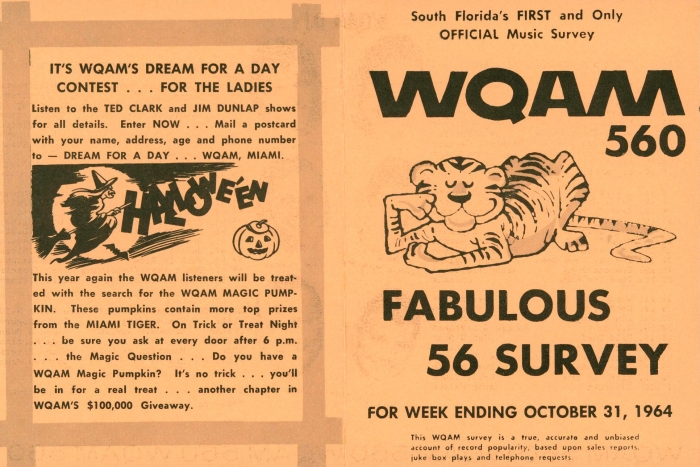 IT'S WQAM'S DREAM FOR A DAY
CONTEST . . . FOR THE LADIES
Listen to the TED CLARK and JIM DUNLAP shows
for all details. Enter NOW . . . Mail a postcard
with your name, address, age and phone number
to — DREAM FOR A DAY . . . WQAM, MIAMI.
HALLOWE'EN
This year again the WQAM listeners will be treat-
ed with the search for the WQAM MAGIC PUMP-
KIN. These pumpkins contain more top prizes
from the MIAMI TIGER. On Trick or Treat Night
. . . be sure you ask at every door after 6 p.m.
. . . the Magic Question . . . Do you have a
WQAM Magic Pumpkin? It's no trick . . . you'll
be in for a real treat . . . another chapter in
WQAM'S $100,000 Giveaway.
South Florida's FIRST and Only
OFFICIAL Music Survey
WQAM
560
FABULOUS
56 SURVEY
FOR WEEK ENDING OCTOBER 31, 1964
This WQAM survey is a true, accurate and unbiased
account of record popularity, based upon sales reports,
juke box plays and telephone requests.